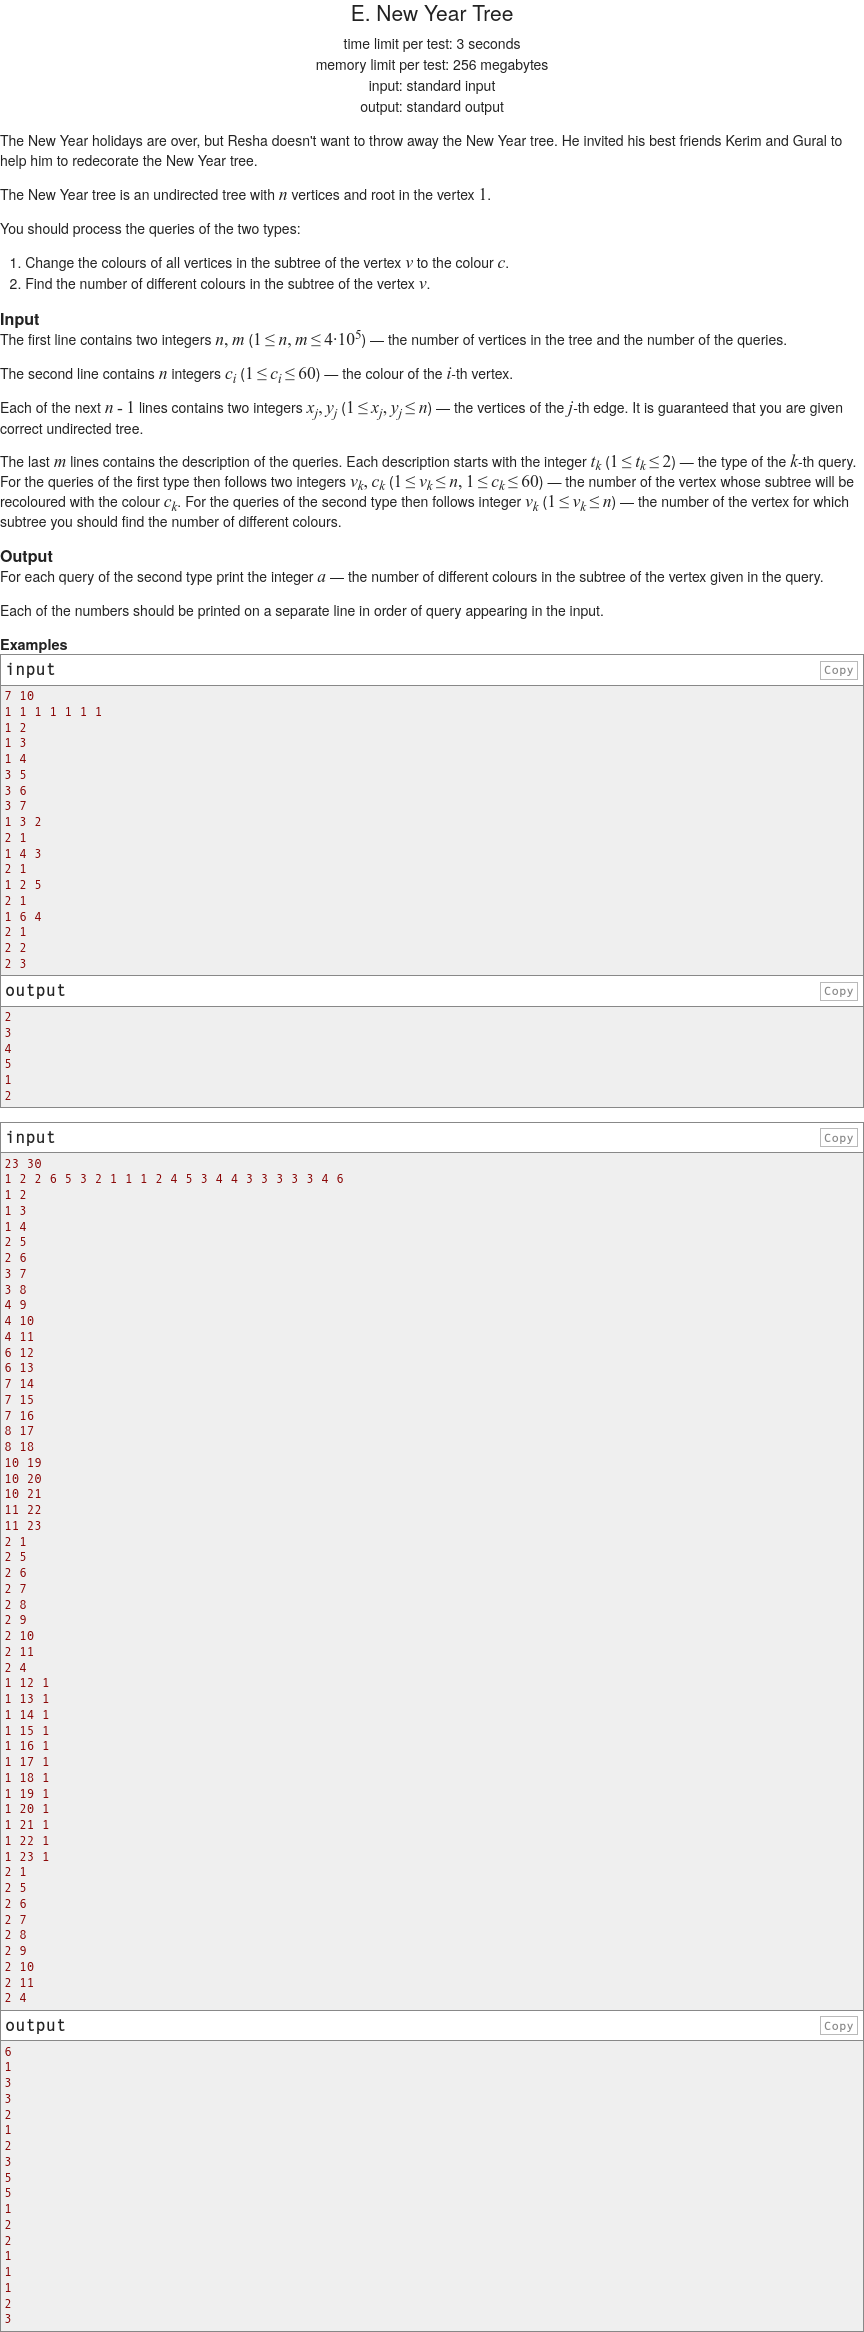 E. New Year Tree
time limit per test: 3 seconds
memory limit per test: 256 megabytes
input: standard input
output: standard output
The New Year holidays are over, but Resha doesn't want to throw away the New Year tree. He invited his best friends Kerim and Gural to
help him to redecorate the New Year tree.
The New Year tree is an undirected tree with n vertices and root in the vertex 1.
You should process the queries of the two types:
1. Change the colours of all vertices in the subtree of the vertex v to the colour c.
2. Find the number of different colours in the subtree of the vertex v.
Input
The first line contains two integers n, m (1 ≤ n, m ≤ 4·10^5) — the number of vertices in the tree and the number of the queries.
The second line contains n integers c_i (1 ≤ c_i ≤ 60) — the colour of the i-th vertex.
Each of the next n - 1 lines contains two integers x_j, y_j (1 ≤ x_j, y_j ≤ n) — the vertices of the j-th edge. It is guaranteed that you are given
correct undirected tree.
The last m lines contains the description of the queries. Each description starts with the integer t_k (1 ≤ t_k ≤ 2) — the type of the k-th query.
For the queries of the first type then follows two integers v_k, c_k (1 ≤ v_k ≤ n, 1 ≤ c_k ≤ 60) — the number of the vertex whose subtree will be
recoloured with the colour c_k. For the queries of the second type then follows integer v_k (1 ≤ v_k ≤ n) — the number of the vertex for which
subtree you should find the number of different colours.
Output
For each query of the second type print the integer a — the number of different colours in the subtree of the vertex given in the query.
Each of the numbers should be printed on a separate line in order of query appearing in the input.
Examples
input Copy
7 10
1 1 1 1 1 1 1
1 2
1 3
1 4
3 5
3 6
3 7
1 3 2
2 1
1 4 3
2 1
1 2 5
2 1
1 6 4
2 1
2 2
2 3
output Copy
2
3
4
5
1
2
input Copy
23 30
1 2 2 6 5 3 2 1 1 1 2 4 5 3 4 4 3 3 3 3 3 4 6
1 2
1 3
1 4
2 5
2 6
3 7
3 8
4 9
4 10
4 11
6 12
6 13
7 14
7 15
7 16
8 17
8 18
10 19
10 20
10 21
11 22
11 23
2 1
2 5
2 6
2 7
2 8
2 9
2 10
2 11
2 4
1 12 1
1 13 1
1 14 1
1 15 1
1 16 1
1 17 1
1 18 1
1 19 1
1 20 1
1 21 1
1 22 1
1 23 1
2 1
2 5
2 6
2 7
2 8
2 9
2 10
2 11
2 4
output Copy
6
1
3
3
2
1
2
3
5
5
1
2
2
1
1
1
2
3